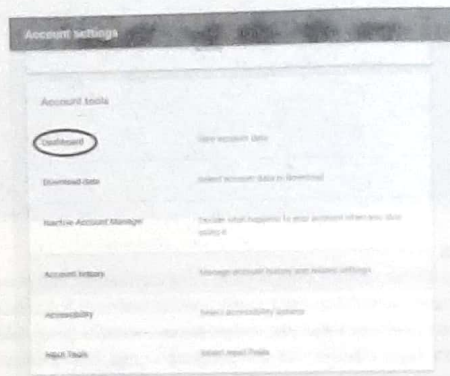 Account settings
Account tools
Dashboard
View account data
Download data
Select account data to download
Inactive Account Manager
Decide what happens to your account when you stop
using it
Account history
Manage account history and related settings
Accessibility
Select accessibility options
Input Tools
Select Input Tools